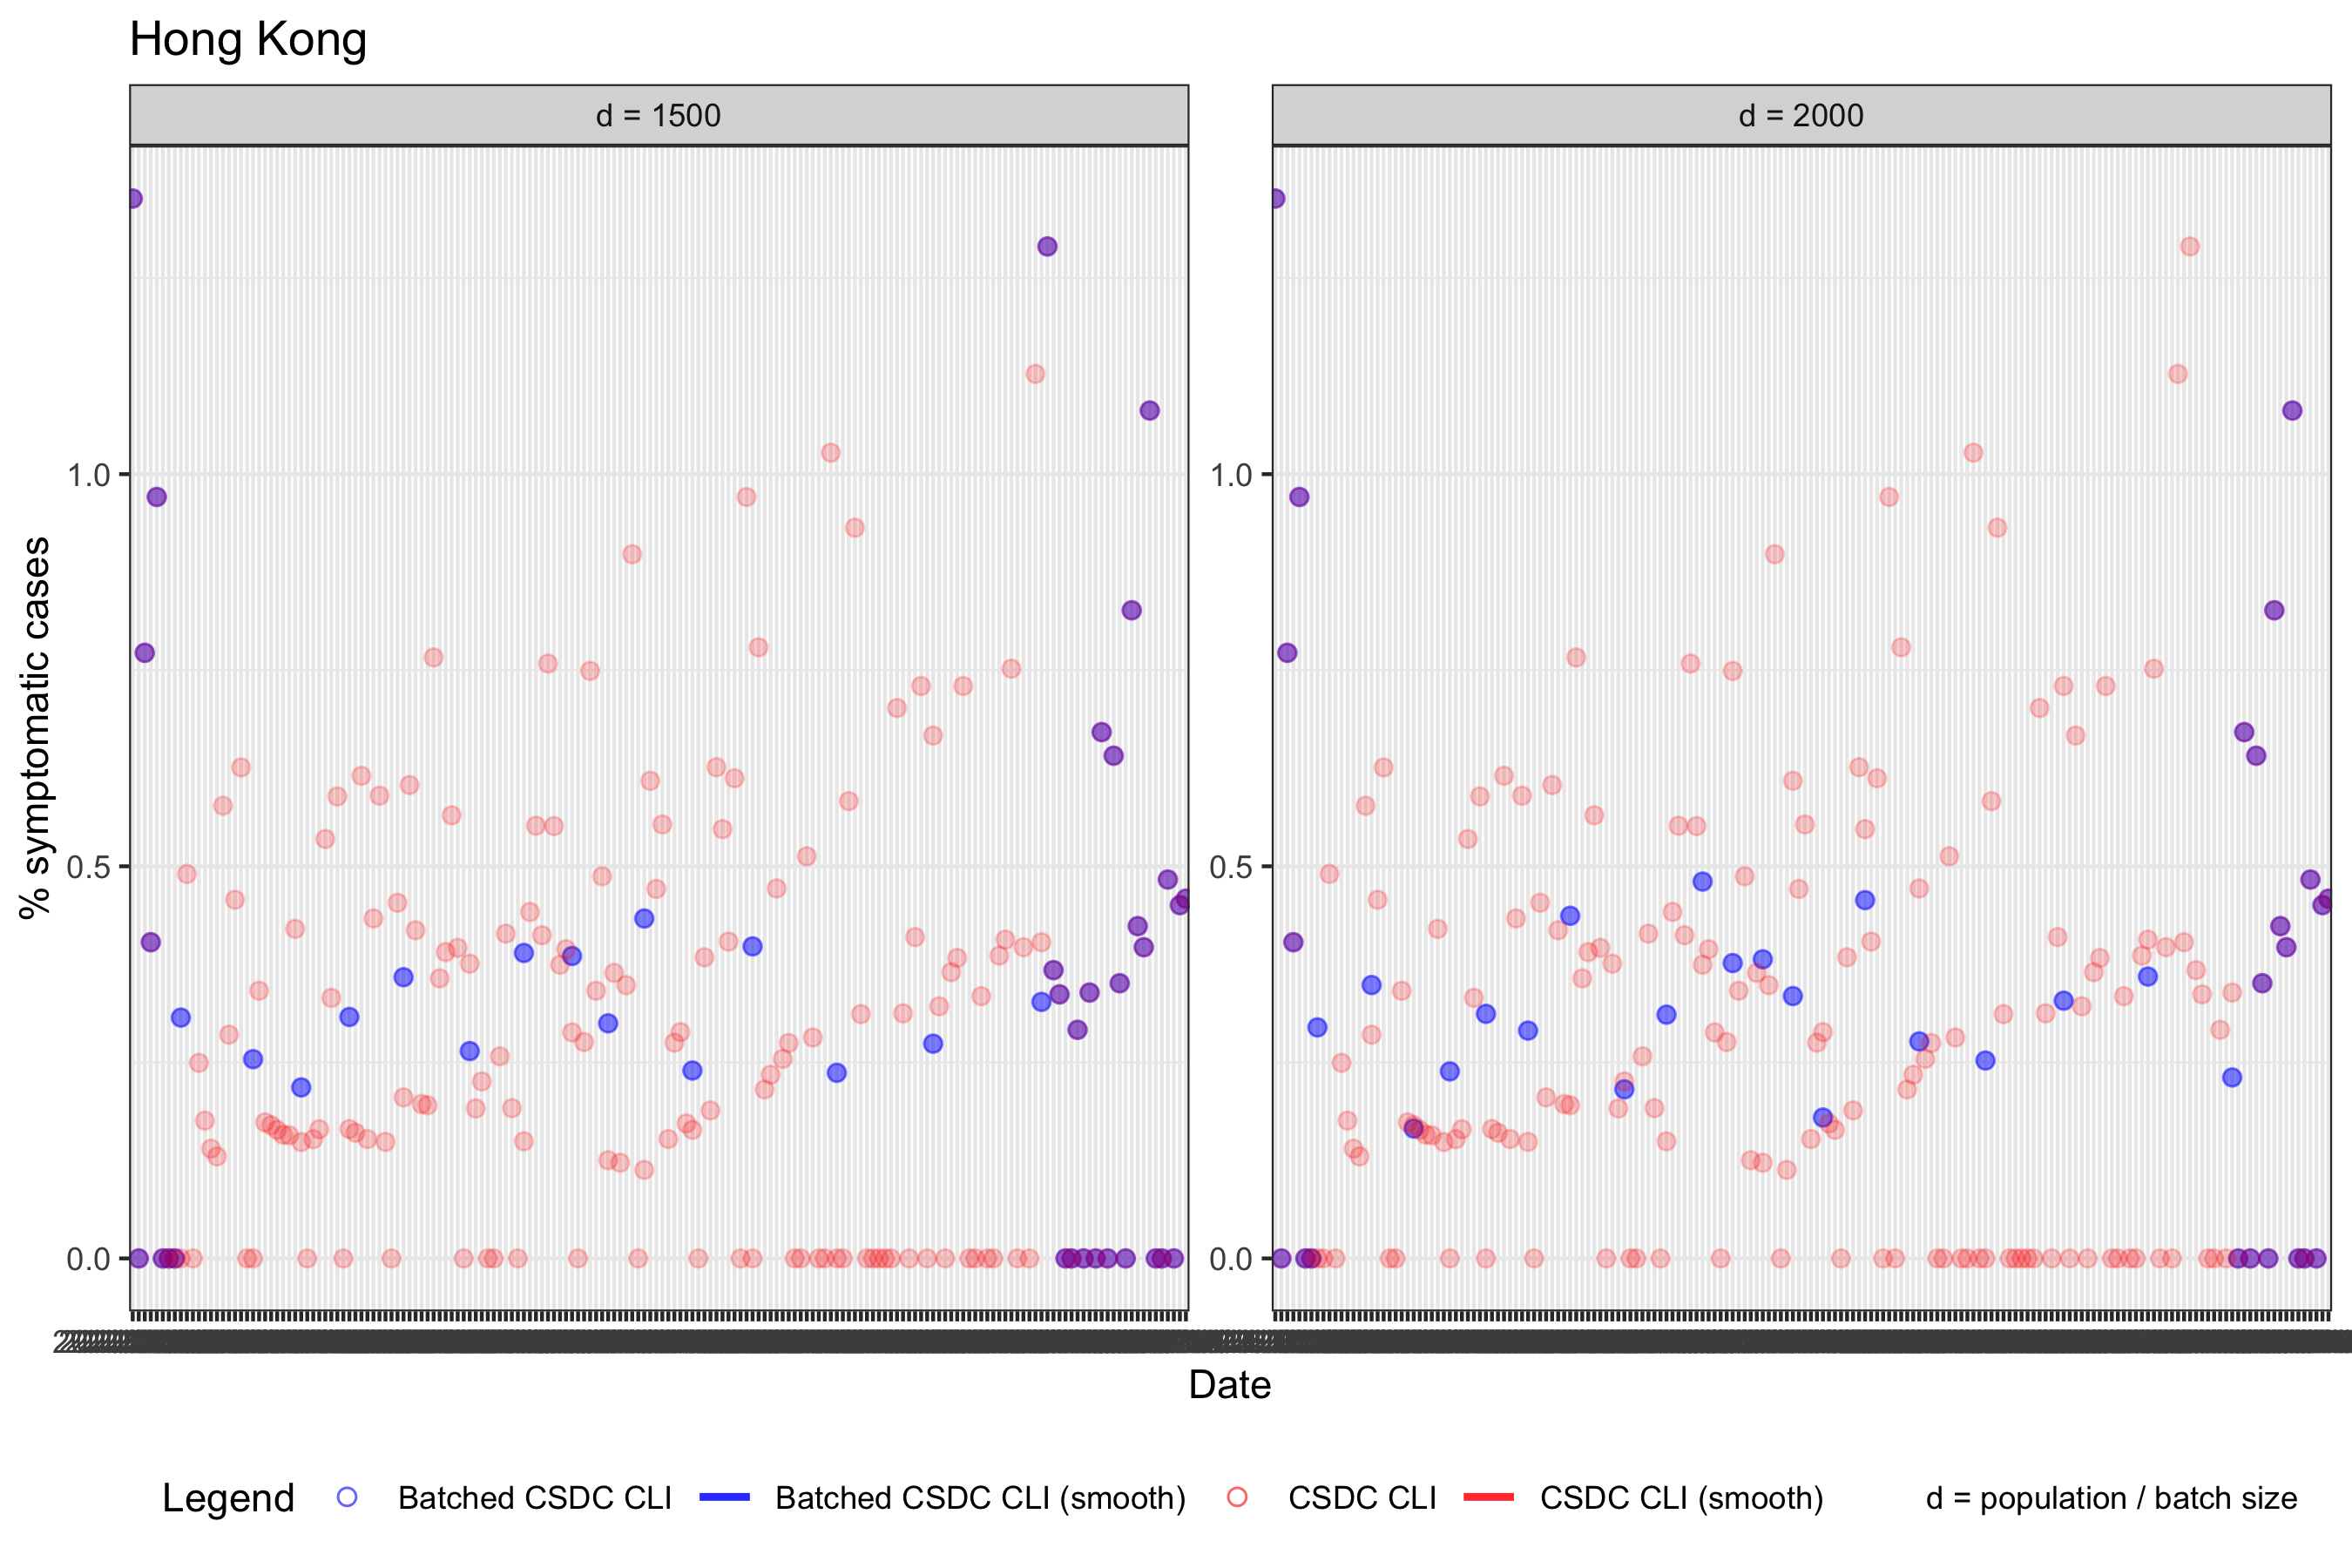 Hong Kong
d = 1500
d = 2000
% symptomatic cases
1.0
0.5
0.0
1.0
0.5
0.0
Date
Legend
Batched CSDC CLI
Batched CSDC CLI (smooth)
CSDC CLI
CSDC CLI (smooth)
d = population / batch size